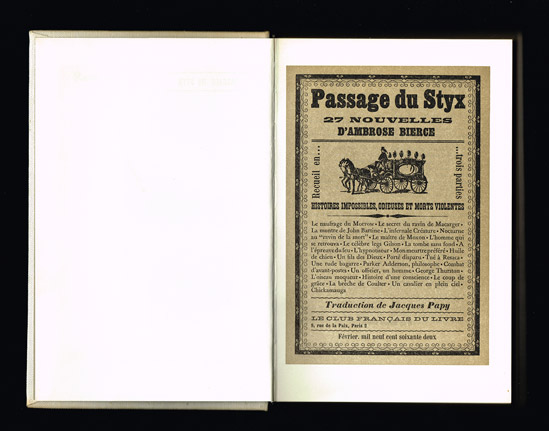 Passage du Styx
27 NOUVELLES
D'AMBROSE BIERCE
Recueil en...
...trois parties
HISTOIRES IMPOSSIBLES, ODIEUSES ET MORTS VIOLENTES
Le naufrage du Morrow • Le secret du ravin de Macarger •
La montre de John Bartine • L'infernale Créature • Nocturne
au "ravin de la mort" • Le maître de Moxon • L'homme qui
se retrouva • Le célèbre legs Gilson • La tombe sans fond • A
l'épreuve du feu • L'hypnotiseur • Mon meurtre préféré • Huile
de chien • Un fils des Dieux • Porté disparu • Tué à Resaca •
Une rude bagarre • Parker Adderson, philosophe • Combat
d'avant-postes • Un officier, un homme • George Thurston •
L'oiseau moqueur • Histoire d'une conscience • Le coup de
grâce • La brèche de Coulter • Un cavalier en plein ciel •
Chickamauga
Traduction de Jacques Papy
LE CLUB FRANÇAIS DU LIVRE
8, rue de la Paix, Paris 2
Février, mil neuf cent soixante deux